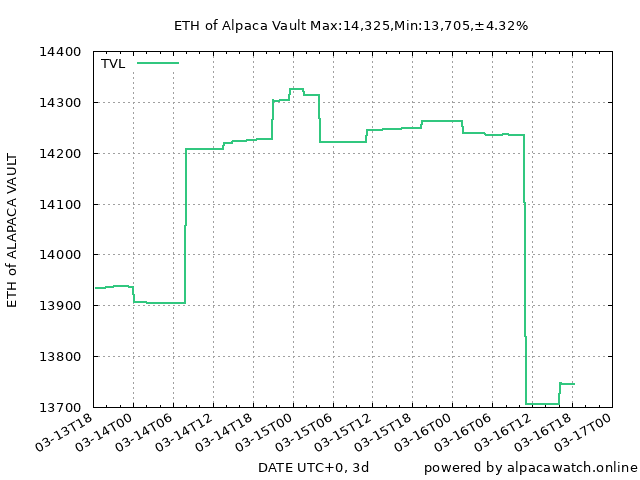 ETH of Alpaca Vault Max:14,325,Min:13,705,±4.32%
TVL
14400
14300
14200
14100
14000
13900
13800
13700
ETH of ALAPACA VAULT
03-13T18
03-14T00
03-14T06
03-14T12
03-14T18
03-15T00
03-15T06
03-15T12
03-15T18
03-16T00
03-16T06
03-16T12
03-16T18
03-17T00
DATE UTC+0, 3d
powered by alpacawatch.online